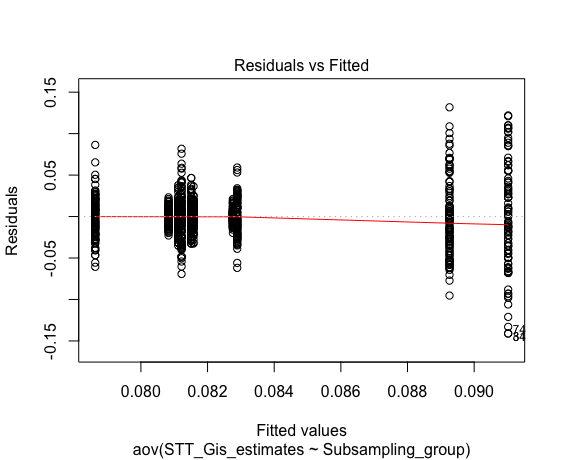 Residuals vs Fitted
0.15
0.05
-0.05
-0.15
Residuals
74
84
0.080 0.082 0.084 0.086 0.088 0.090
Fitted values
aov(STT_Gis_estimates ~ Subsampling_group)